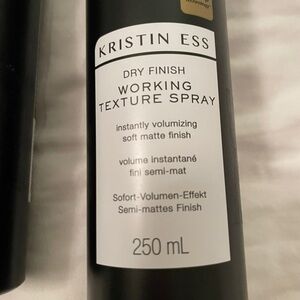 KRISTIN ESS
DRY FINISH
WORKING
TEXTURE SPRAY
instantly volumizing
soft matte finish
volume instantané
fini semi-mat
Sofort-Volumen-Effekt
Semi-mattes Finish
250 mL